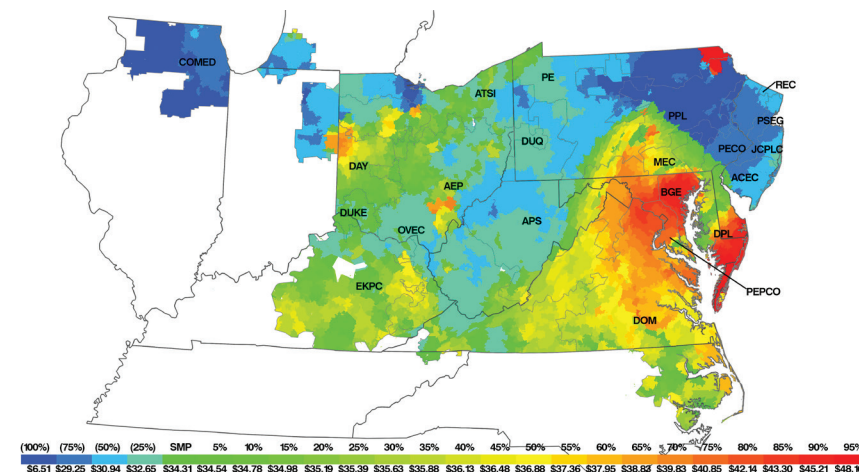 COMED
REC
PE
ATSI
PPL
PSEG
DUQ
PECO JCPLC
MEC
DAY
ACEC
AEP
BGE
DUKE
APS
OVEC
DPL
EKPC
PEPCO
DOM
(100%) (75%) (50%) (25%) SMP 5% 10% 15% 20% 25% 30% 35% 40% 45% 50% 55% 60% 65% 70% 75% 80% 85% 90% 95%
$6.51 $29.25 $30.94 $32.65 $34.31 $34.54 $34.78 $34.98 $35.19 $35.39 $35.63 $35.88 $36.13 $36.48 $36.88 $37.36 $37.95 $38.82 $39.83 $40.85 $42.14 $43.30 $45.21